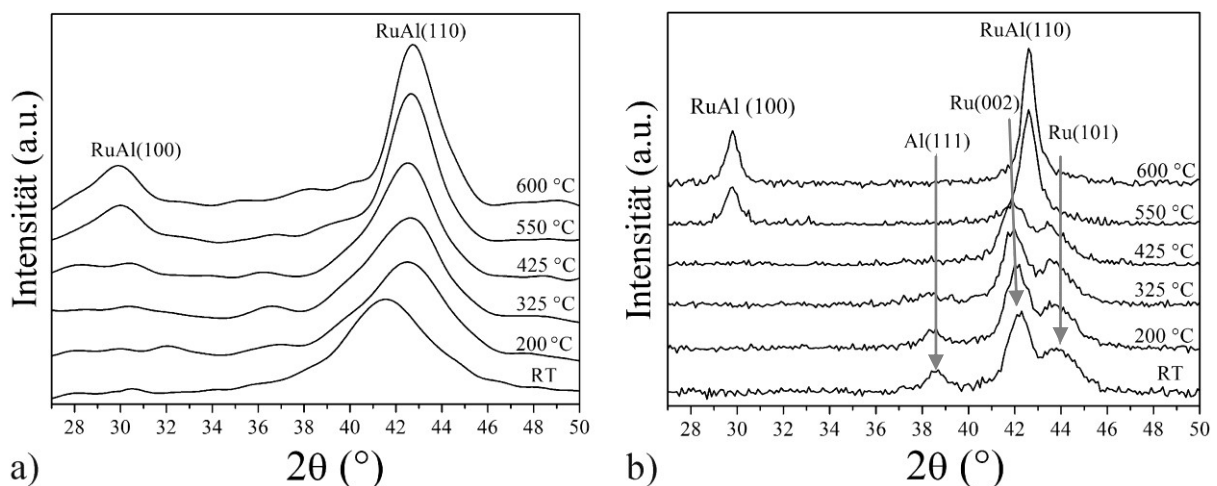 RuAl(110)
RuAl(100)
600 °C
550 °C
425 °C
325 °C
200 °C
RT
Intensität (a.u.)
28 30 32 34 36 38 40 42 44 46 48 50
2θ (°)
a)
RuAl(110)
Ru(002)
RuAl (100)
Al(111)
Ru(101)
600 °C
550 °C
425 °C
325 °C
200 °C
RT
Intensität (a.u.)
28 30 32 34 36 38 40 42 44 46 48 50
2θ (°)
b)